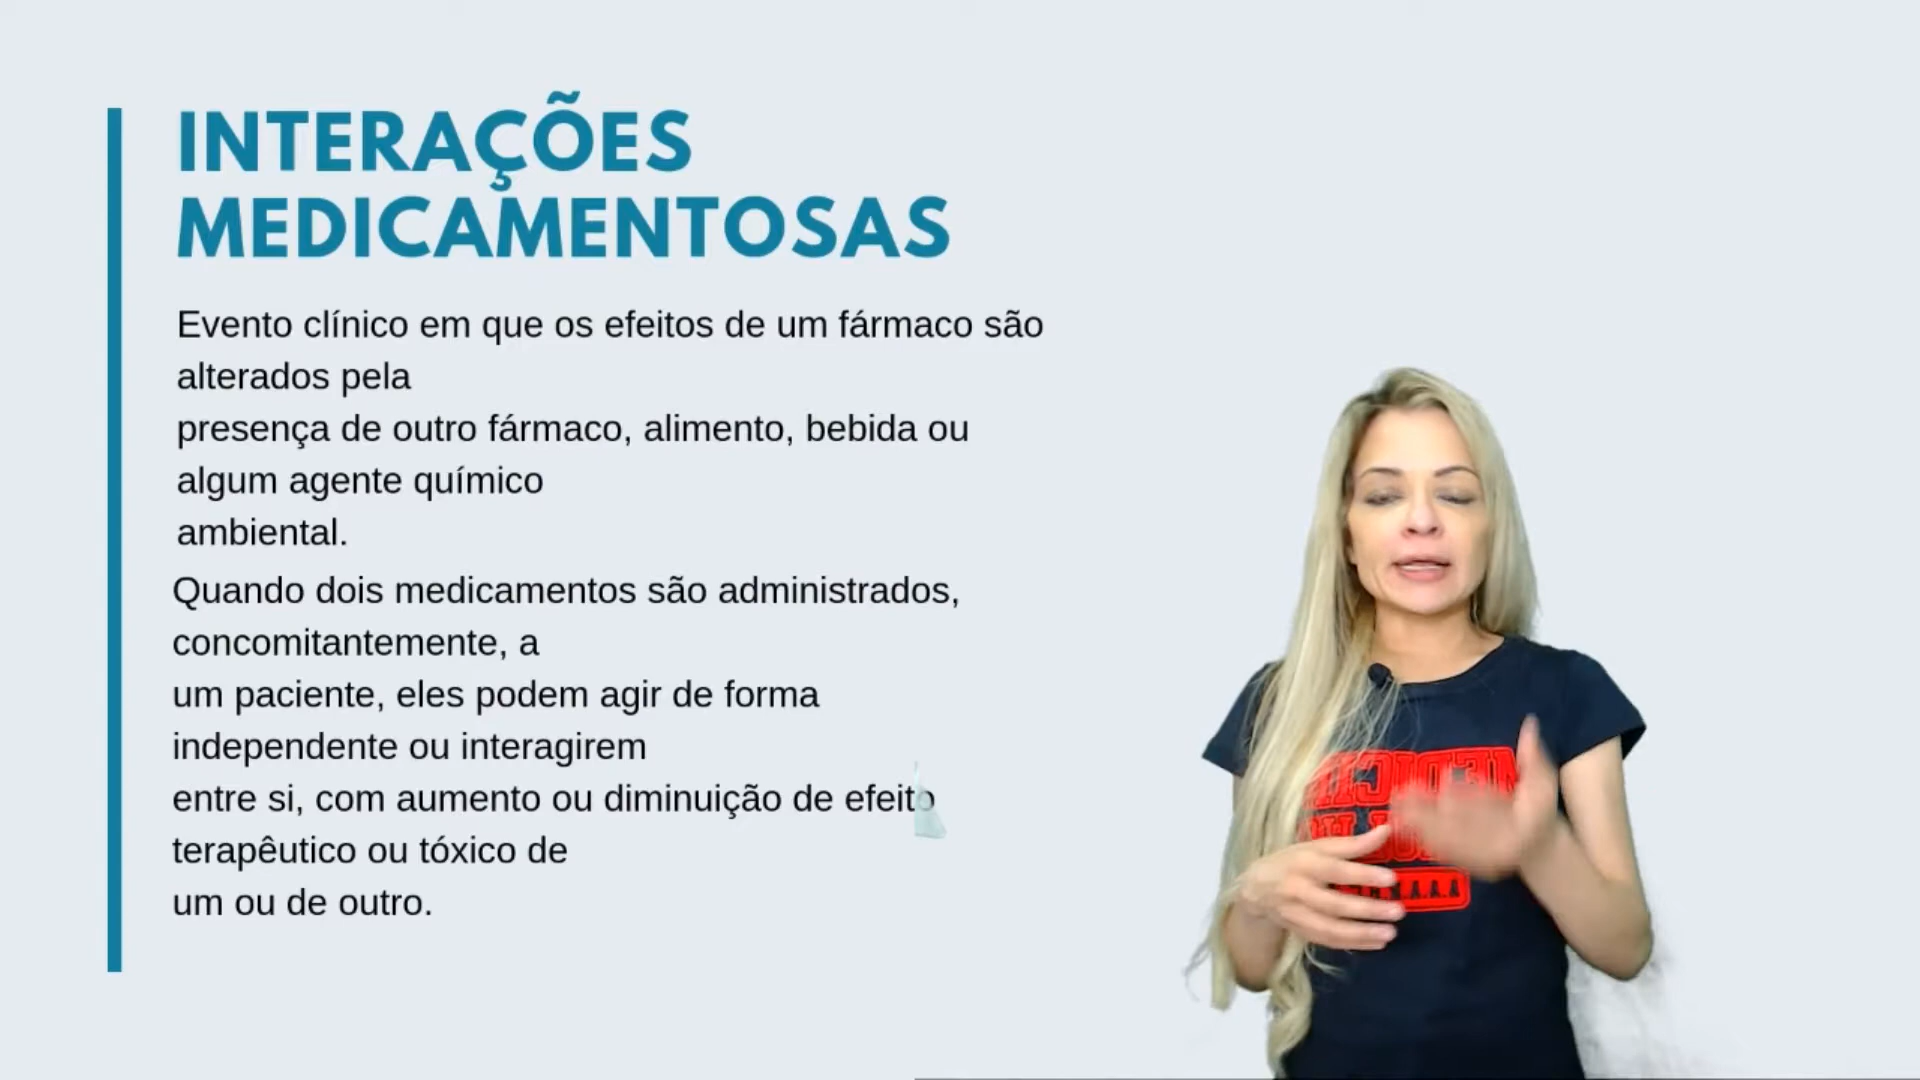 INTERAÇÕES
MEDICAMENTOSAS
Evento clínico em que os efeitos de um fármaco são
alterados pela
presença de outro fármaco, alimento, bebida ou
algum agente químico
ambiental.
Quando dois medicamentos são administrados,
concomitantemente, a
um paciente, eles podem agir de forma
independente ou interagirem
entre si, com aumento ou diminuição de efeito
terapêutico ou tóxico de
um ou de outro.